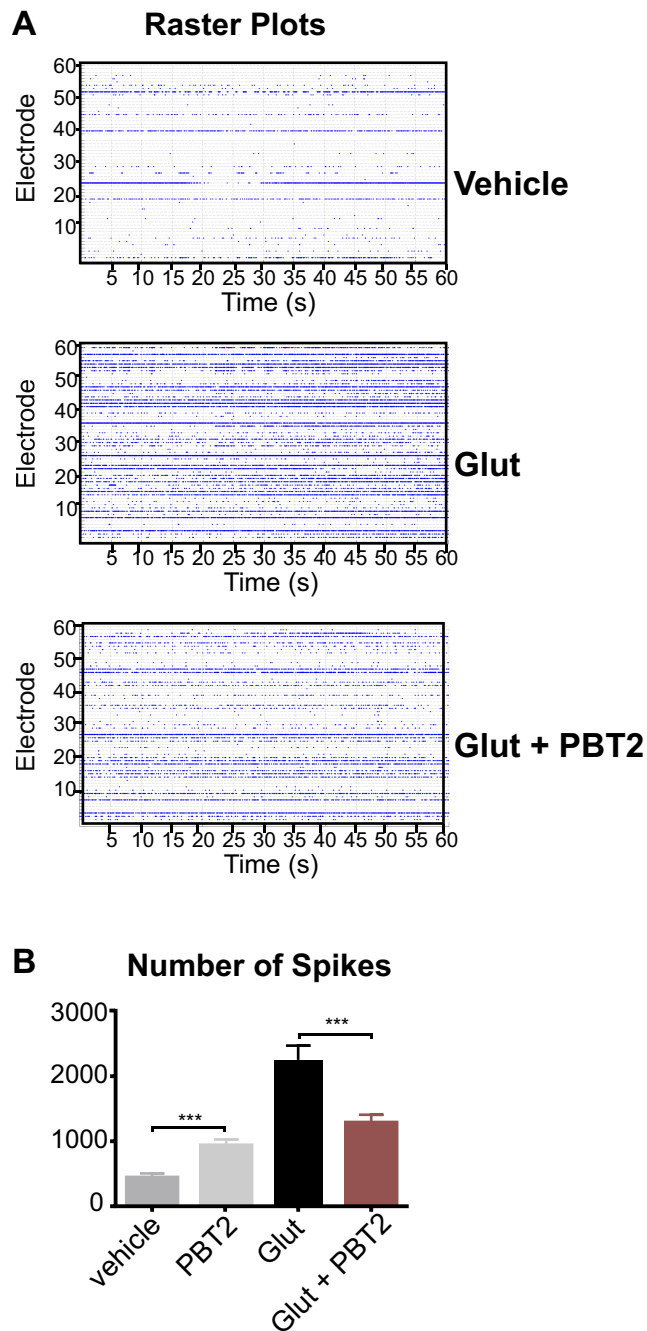 A
Raster Plots
60
50
40
30
20
10
Electrode
Vehicle
5 10 15 20 25 30 35 40 45 50 55 60
Time (s)
60
50
40
30
20
10
Electrode
Glut
5 10 15 20 25 30 35 40 45 50 55 60
Time (s)
60
50
40
30
20
10
Electrode
Glut + PBT2
5 10 15 20 25 30 35 40 45 50 55 60
Time (s)
B
Number of Spikes
3000
2000
1000
0
***
***
vehicle
PBT2
Glut
Glut + PBT2